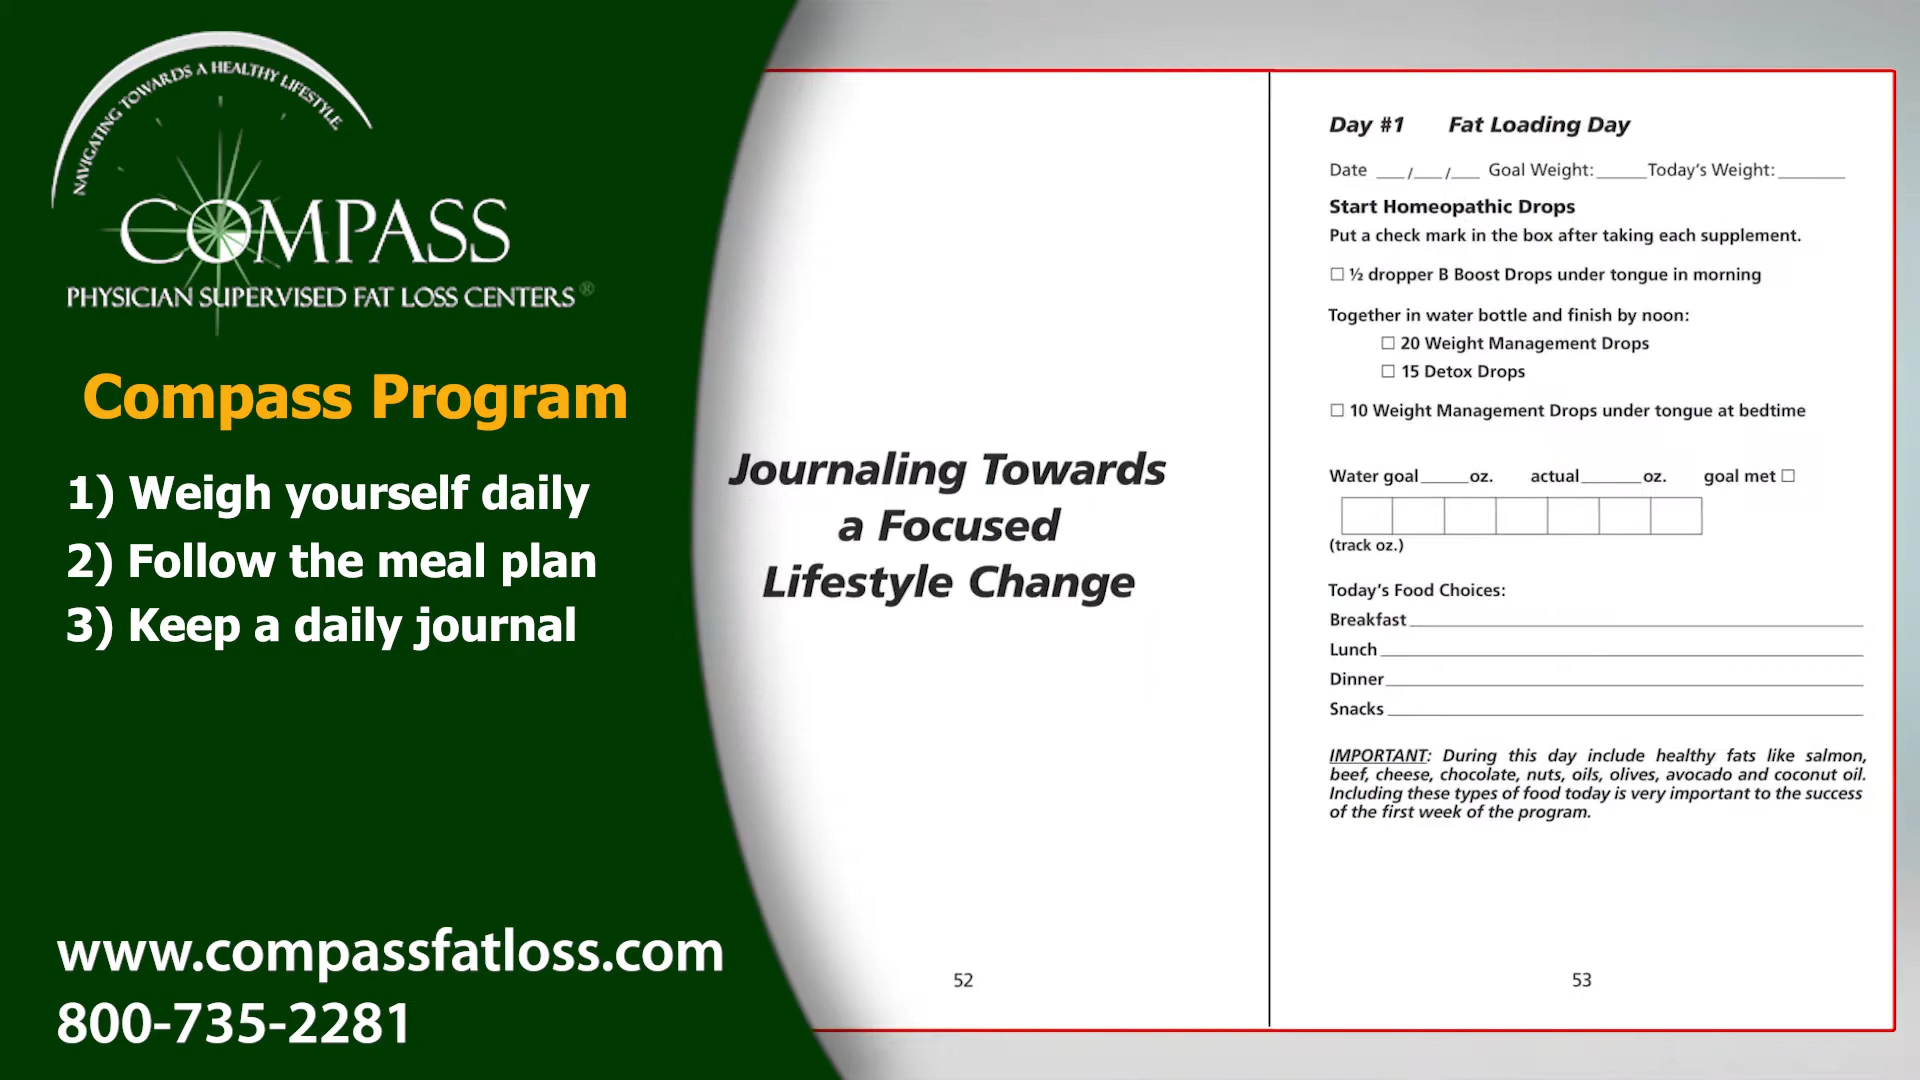 NAVIGATING TOWARDS A HEALTHY LIFESTYLE
COMPASS
PHYSICIAN SUPERVISED FAT LOSS CENTERS®
Compass Program
1) Weigh yourself daily
2) Follow the meal plan
3) Keep a daily journal
www.compassfatloss.com
800-735-2281
Journaling Towards
a Focused
Lifestyle Change
52
Day #1 Fat Loading Day
Date ___/___/___ Goal Weight:______Today's Weight:________
Start Homeopathic Drops
Put a check mark in the box after taking each supplement.
☐ ½ dropper B Boost Drops under tongue in morning
Together in water bottle and finish by noon:
☐ 20 Weight Management Drops
☐ 15 Detox Drops
☐ 10 Weight Management Drops under tongue at bedtime
Water goal_____oz. actual_______oz. goal met ☐
(track oz.)
Today's Food Choices:
Breakfast
Lunch
Dinner
Snacks
IMPORTANT: During this day include healthy fats like salmon,
beef, cheese, chocolate, nuts, oils, olives, avocado and coconut oil.
Including these types of food today is very important to the success
of the first week of the program.
53